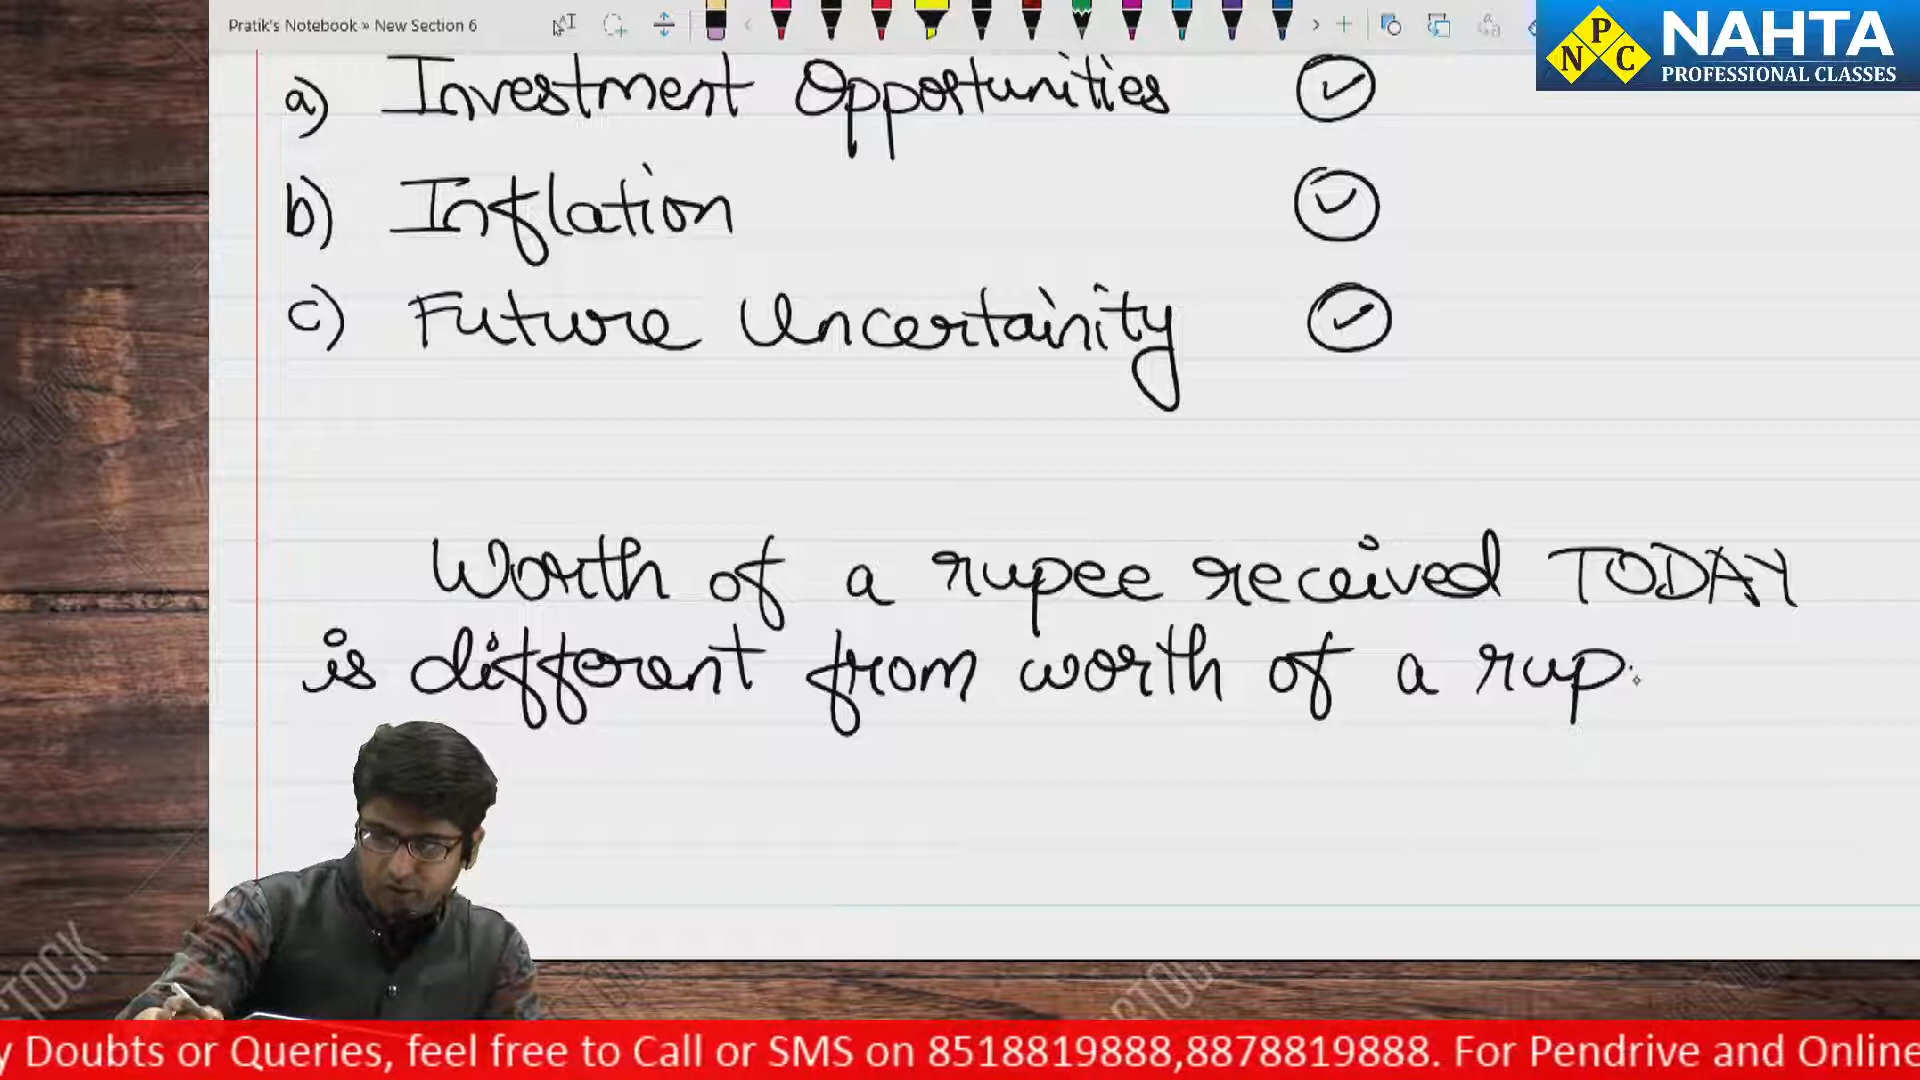 Pratik's Notebook » New Section 6
NPC NAHTA
PROFESSIONAL CLASSES
a) Investment Opportunities
b) Inflation
c) Future Uncertainity
Worth of a rupee received TODAY
is different from worth of a rup
STOCK
y Doubts or Queries, feel free to Call or SMS on 8518819888,8878819888. For Pendrive and Online